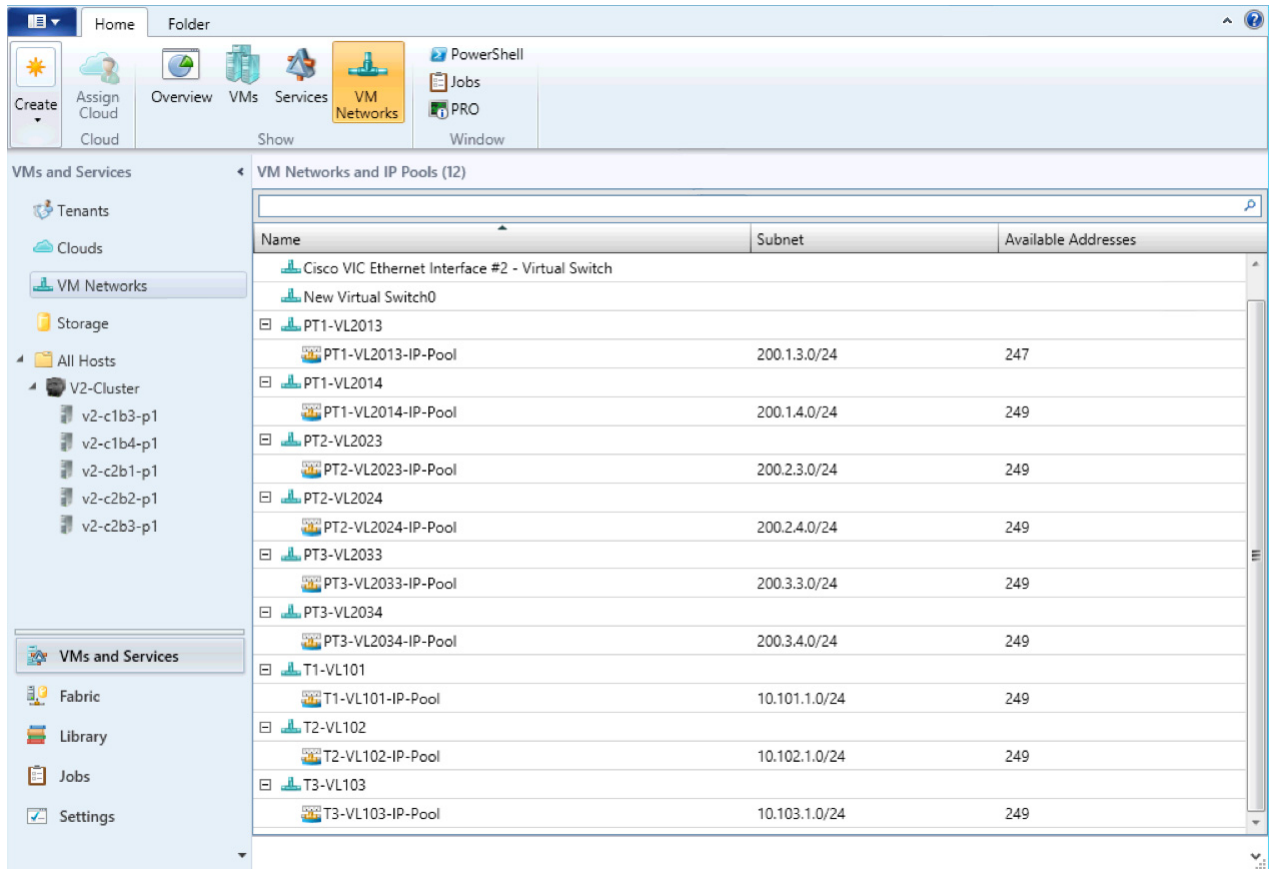 Home Folder
Create
Assign Cloud
Cloud
Overview VMs Services VM Networks
Show
PowerShell
Jobs
PRO
Window
VMs and Services
Tenants
Clouds
VM Networks
Storage
All Hosts
V2-Cluster
v2-c1b3-p1
v2-c1b4-p1
v2-c2b1-p1
v2-c2b2-p1
v2-c2b3-p1
VMs and Services
Fabric
Library
Jobs
Settings
VM Networks and IP Pools (12)
Name Subnet Available Addresses
Cisco VIC Ethernet Interface #2 - Virtual Switch
New Virtual Switch0
PT1-VL2013
PT1-VL2013-IP-Pool 200.1.3.0/24 247
PT1-VL2014
PT1-VL2014-IP-Pool 200.1.4.0/24 249
PT2-VL2023
PT2-VL2023-IP-Pool 200.2.3.0/24 249
PT2-VL2024
PT2-VL2024-IP-Pool 200.2.4.0/24 249
PT3-VL2033
PT3-VL2033-IP-Pool 200.3.3.0/24 249
PT3-VL2034
PT3-VL2034-IP-Pool 200.3.4.0/24 249
T1-VL101
T1-VL101-IP-Pool 10.101.1.0/24 249
T2-VL102
T2-VL102-IP-Pool 10.102.1.0/24 249
T3-VL103
T3-VL103-IP-Pool 10.103.1.0/24 249